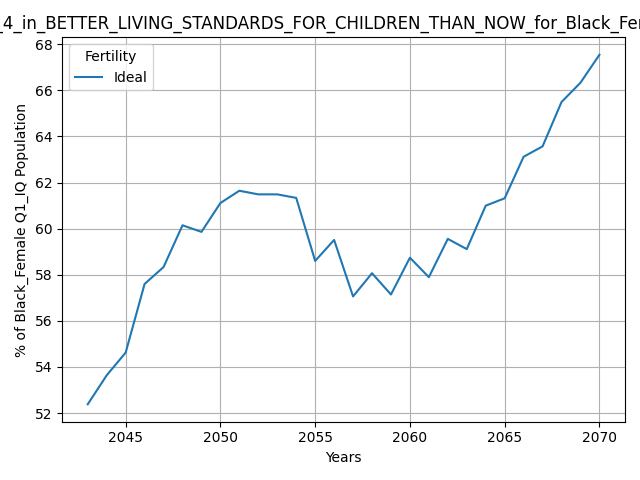 _4_in_BETTER_LIVING_STANDARDS_FOR_CHILDREN_THAN_NOW_for_Black_Fe
Fertility
Ideal
% of Black_Female Q1_IQ Population
68
66
64
62
60
58
56
54
52
2045 2050 2055 2060 2065 2070
Years